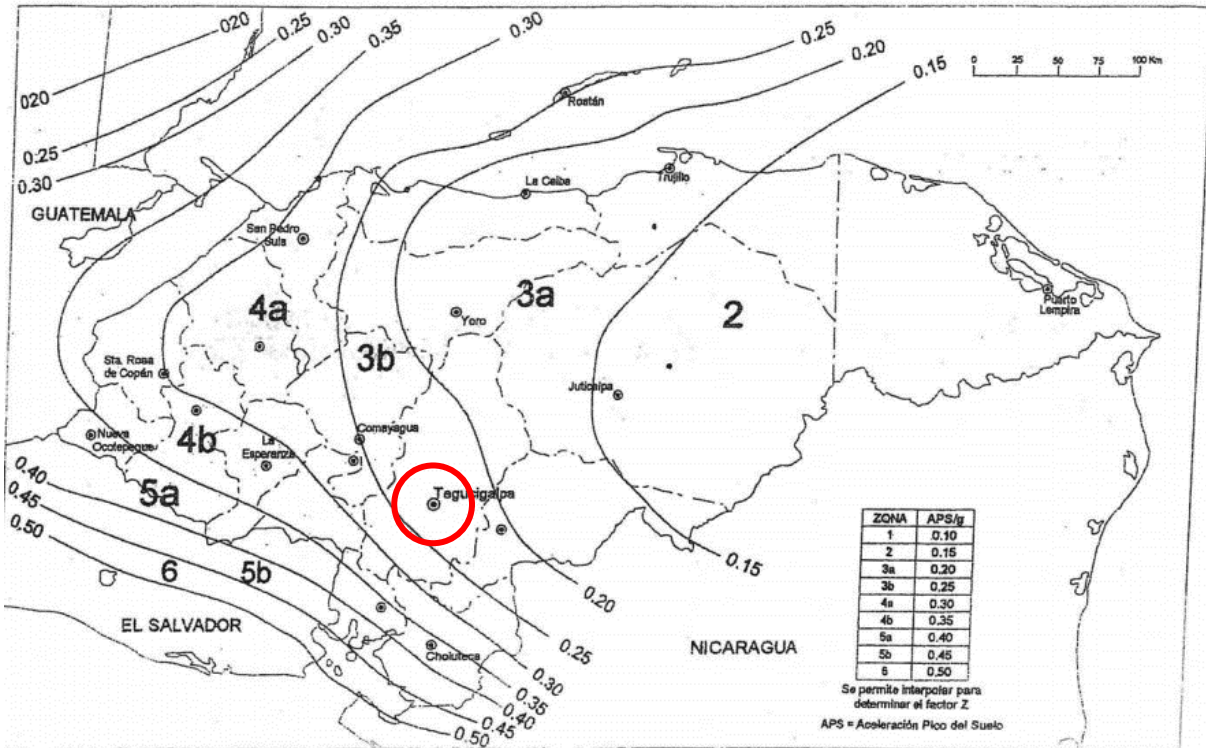 020
0.25
0.30
0.35
0.30
0.25
0.20
0.15
0 25 50 75 100 Km
020
0.25
0.30
Roatán
La Ceiba
Trujillo
GUATEMALA
San Pedro
Sula
4a
3a
2
Puerto
Lempira
Yoro
3b
Sta. Rosa
de Copán
Juticalpa
Nueva
Ocotepeque
4b
La
Esperanza
Comayagua
0.40
0.45
0.50
5a
Tegucigalpa
6
5b
0.15
0.20
EL SALVADOR
Choluteca
NICARAGUA
0.25
0.30
0.35
0.40
0.45
0.50
ZONA APS/g
1 0.10
2 0.15
3a 0.20
3b 0.25
4a 0.30
4b 0.35
5a 0.40
5b 0.45
6 0.50
Se permite interpolar para
determinar el factor Z
APS = Aceleración Pico del Suelo